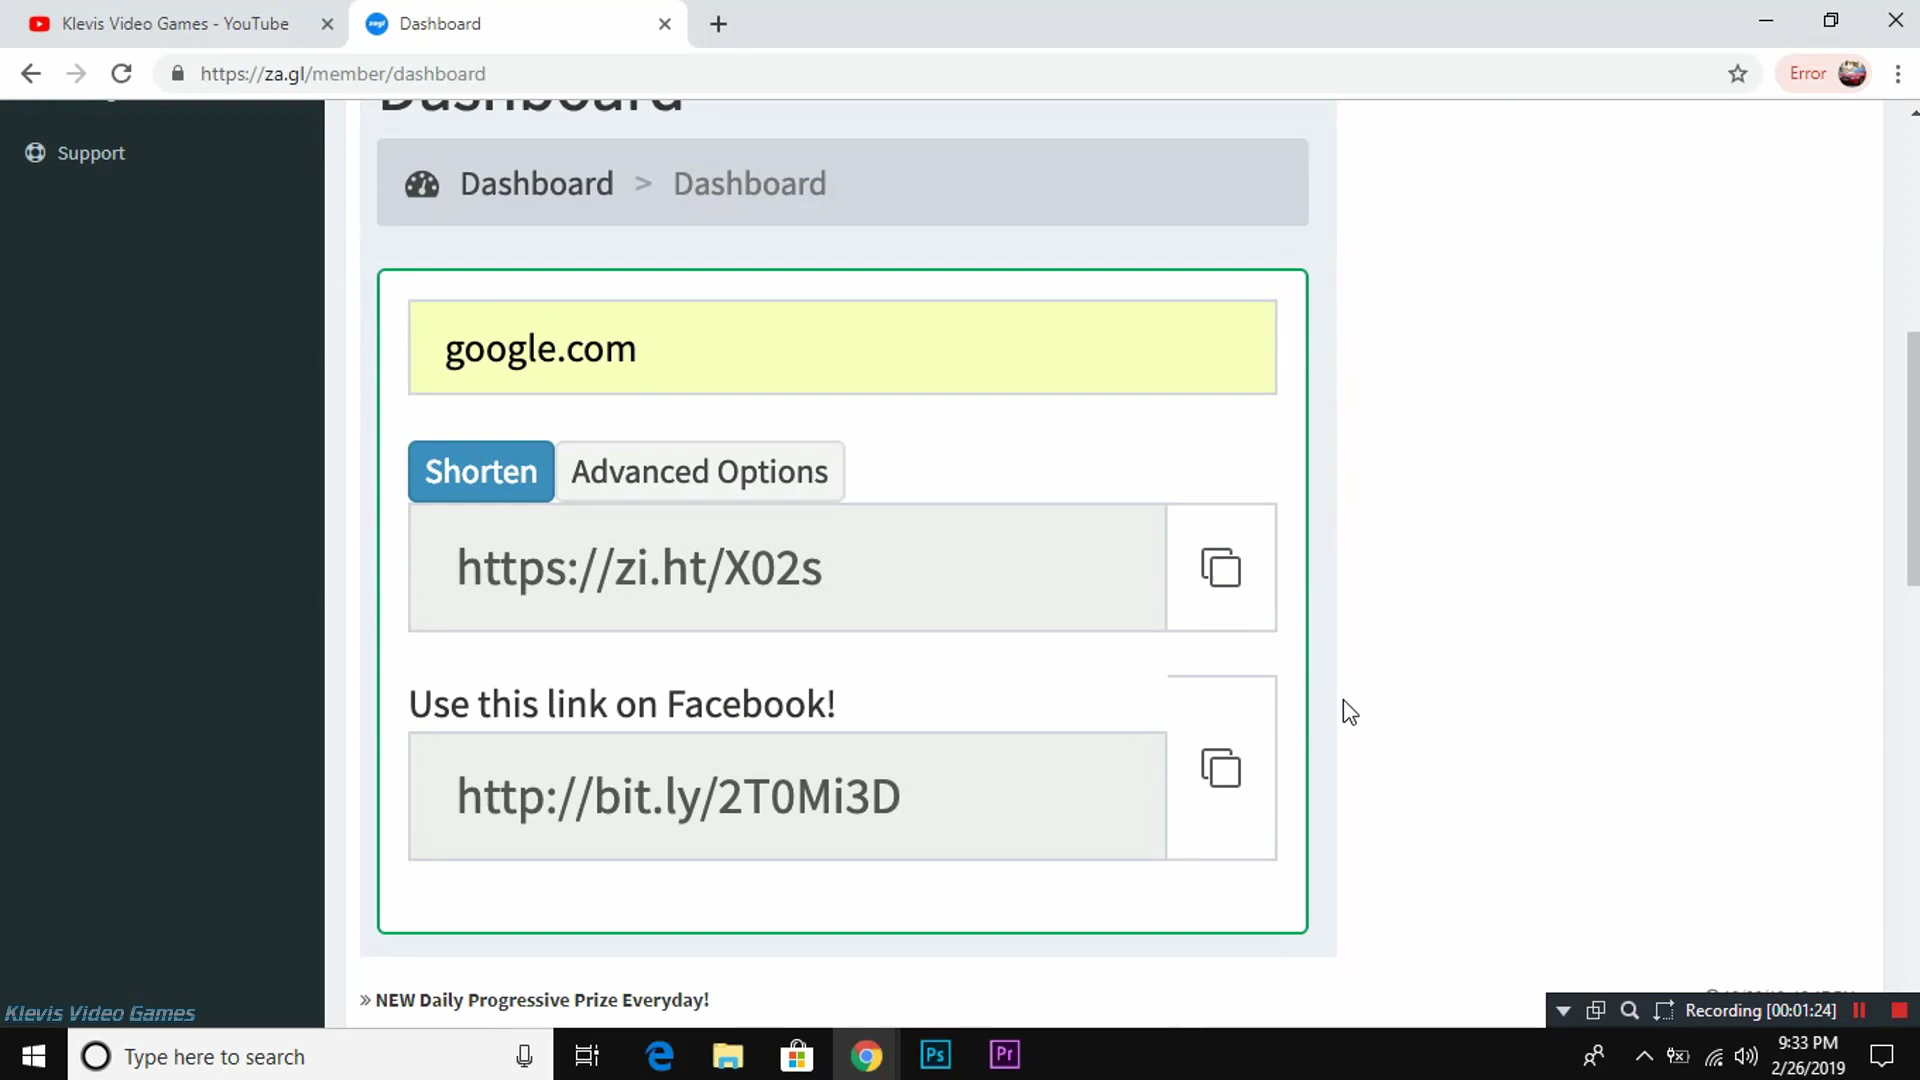 Klevis Video Games - YouTube
Dashboard
https://za.gl/member/dashboard
Error
Dashboard
Support
Dashboard > Dashboard
google.com
Shorten
Advanced Options
https://zi.ht/X02s
Use this link on Facebook!
http://bit.ly/2T0Mi3D
» NEW Daily Progressive Prize Everyday!
Klevis Video Games
Recording [00:01:24]
Type here to search
Ps
Pr
9:33 PM
2/26/2019